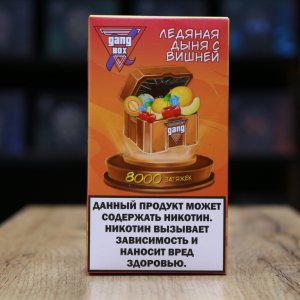 gang
BOX
ЛЕДЯНАЯ
ДЫНЯ С
ВИШНЕЙ
gang
8000 ЗАТЯЖЕК
ДАННЫЙ ПРОДУКТ МОЖЕТ
СОДЕРЖАТЬ НИКОТИН.
НИКОТИН ВЫЗЫВАЕТ
ЗАВИСИМОСТЬ И
НАНОСИТ ВРЕД
ЗДОРОВЬЮ.